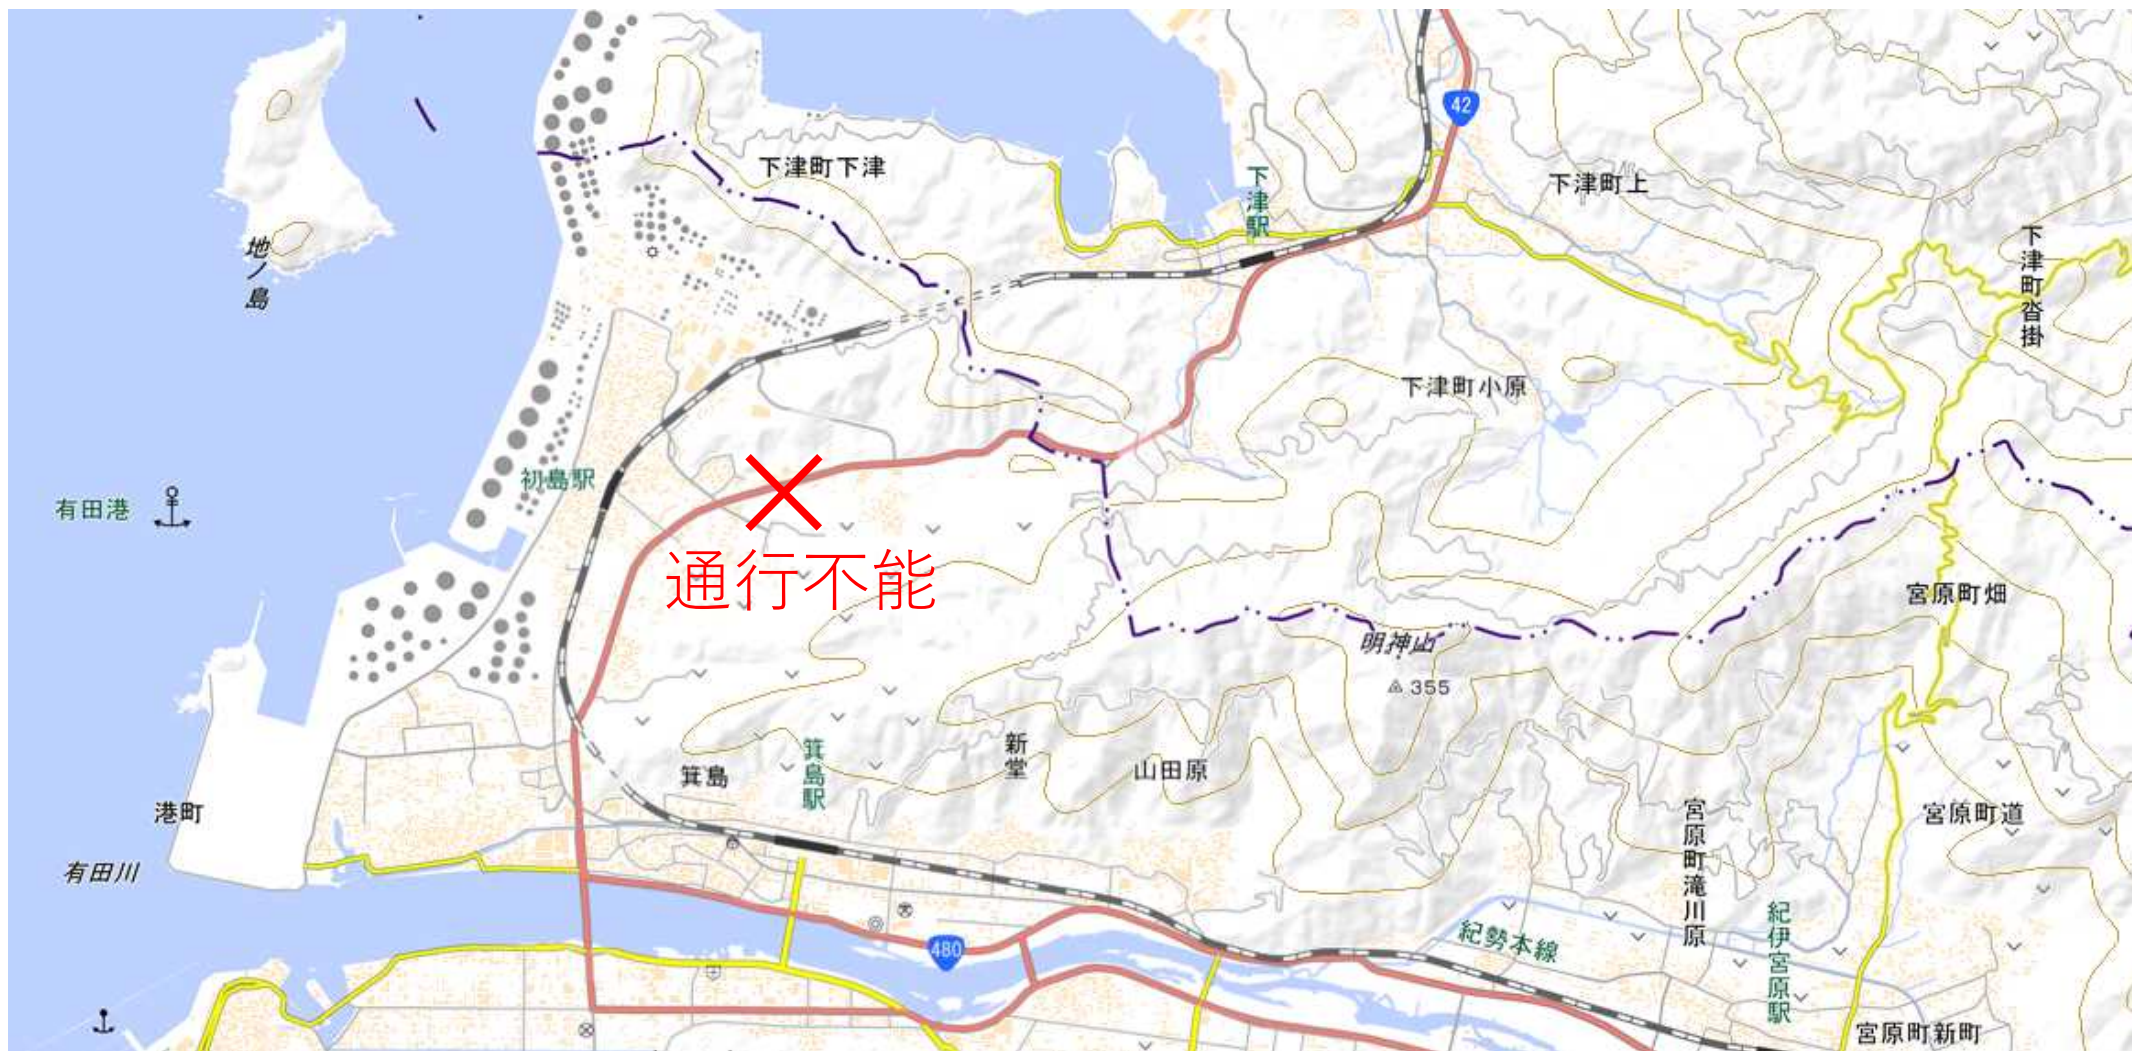 42
下津町下津
下津駅
下津町上
下津町沓掛
地ノ島
下津町小原
初島駅
有田港
通行不能
宮原町畑
明神山
355
新堂
箕島駅
箕島
山田原
港町
宮原町滝川原
宮原町道
有田川
紀伊宮原駅
紀勢本線
480
宮原町新町